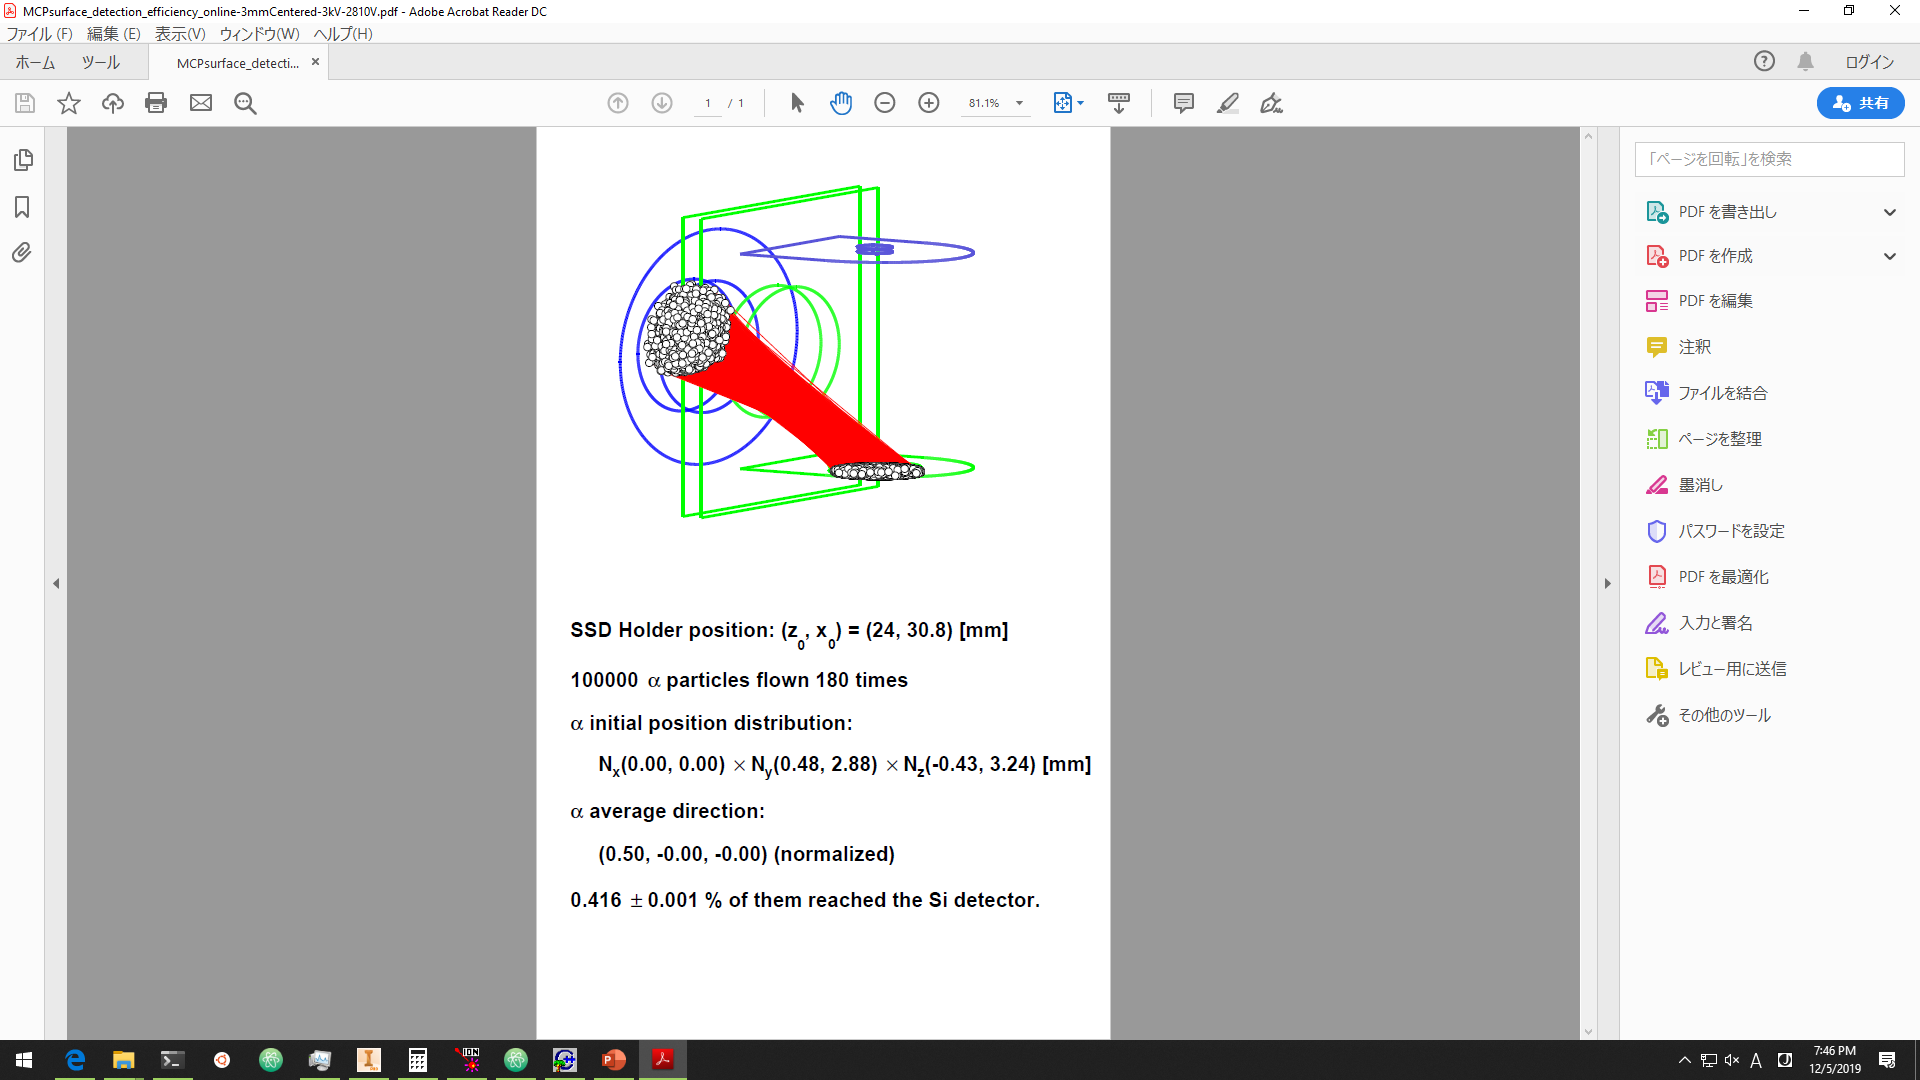 MCPsurface_detection_efficiency_online-3mmCentered-3kV-2810V.pdf - Adobe Acrobat Reader DC
ファイル (F) 編集 (E) 表示(V) ウィンドウ(W) ヘルプ(H)
ホーム ツール MCPsurface_detecti... × ログイン
1 / 1 81.1% 共有
「ページを回転」を検索
PDF を書き出し
PDF を作成
PDF を編集
注釈
ファイルを結合
ページを整理
墨消し
パスワードを設定
PDF を最適化
入力と署名
レビュー用に送信
その他のツール
SSD Holder position: (z0, x0) = (24, 30.8) [mm]
100000 α particles flown 180 times
α initial position distribution:
Nx(0.00, 0.00) × Ny(0.48, 2.88) × Nz(-0.43, 3.24) [mm]
α average direction:
(0.50, -0.00, -0.00) (normalized)
0.416 ± 0.001 % of them reached the Si detector.
ION
A
7:46 PM
12/5/2019